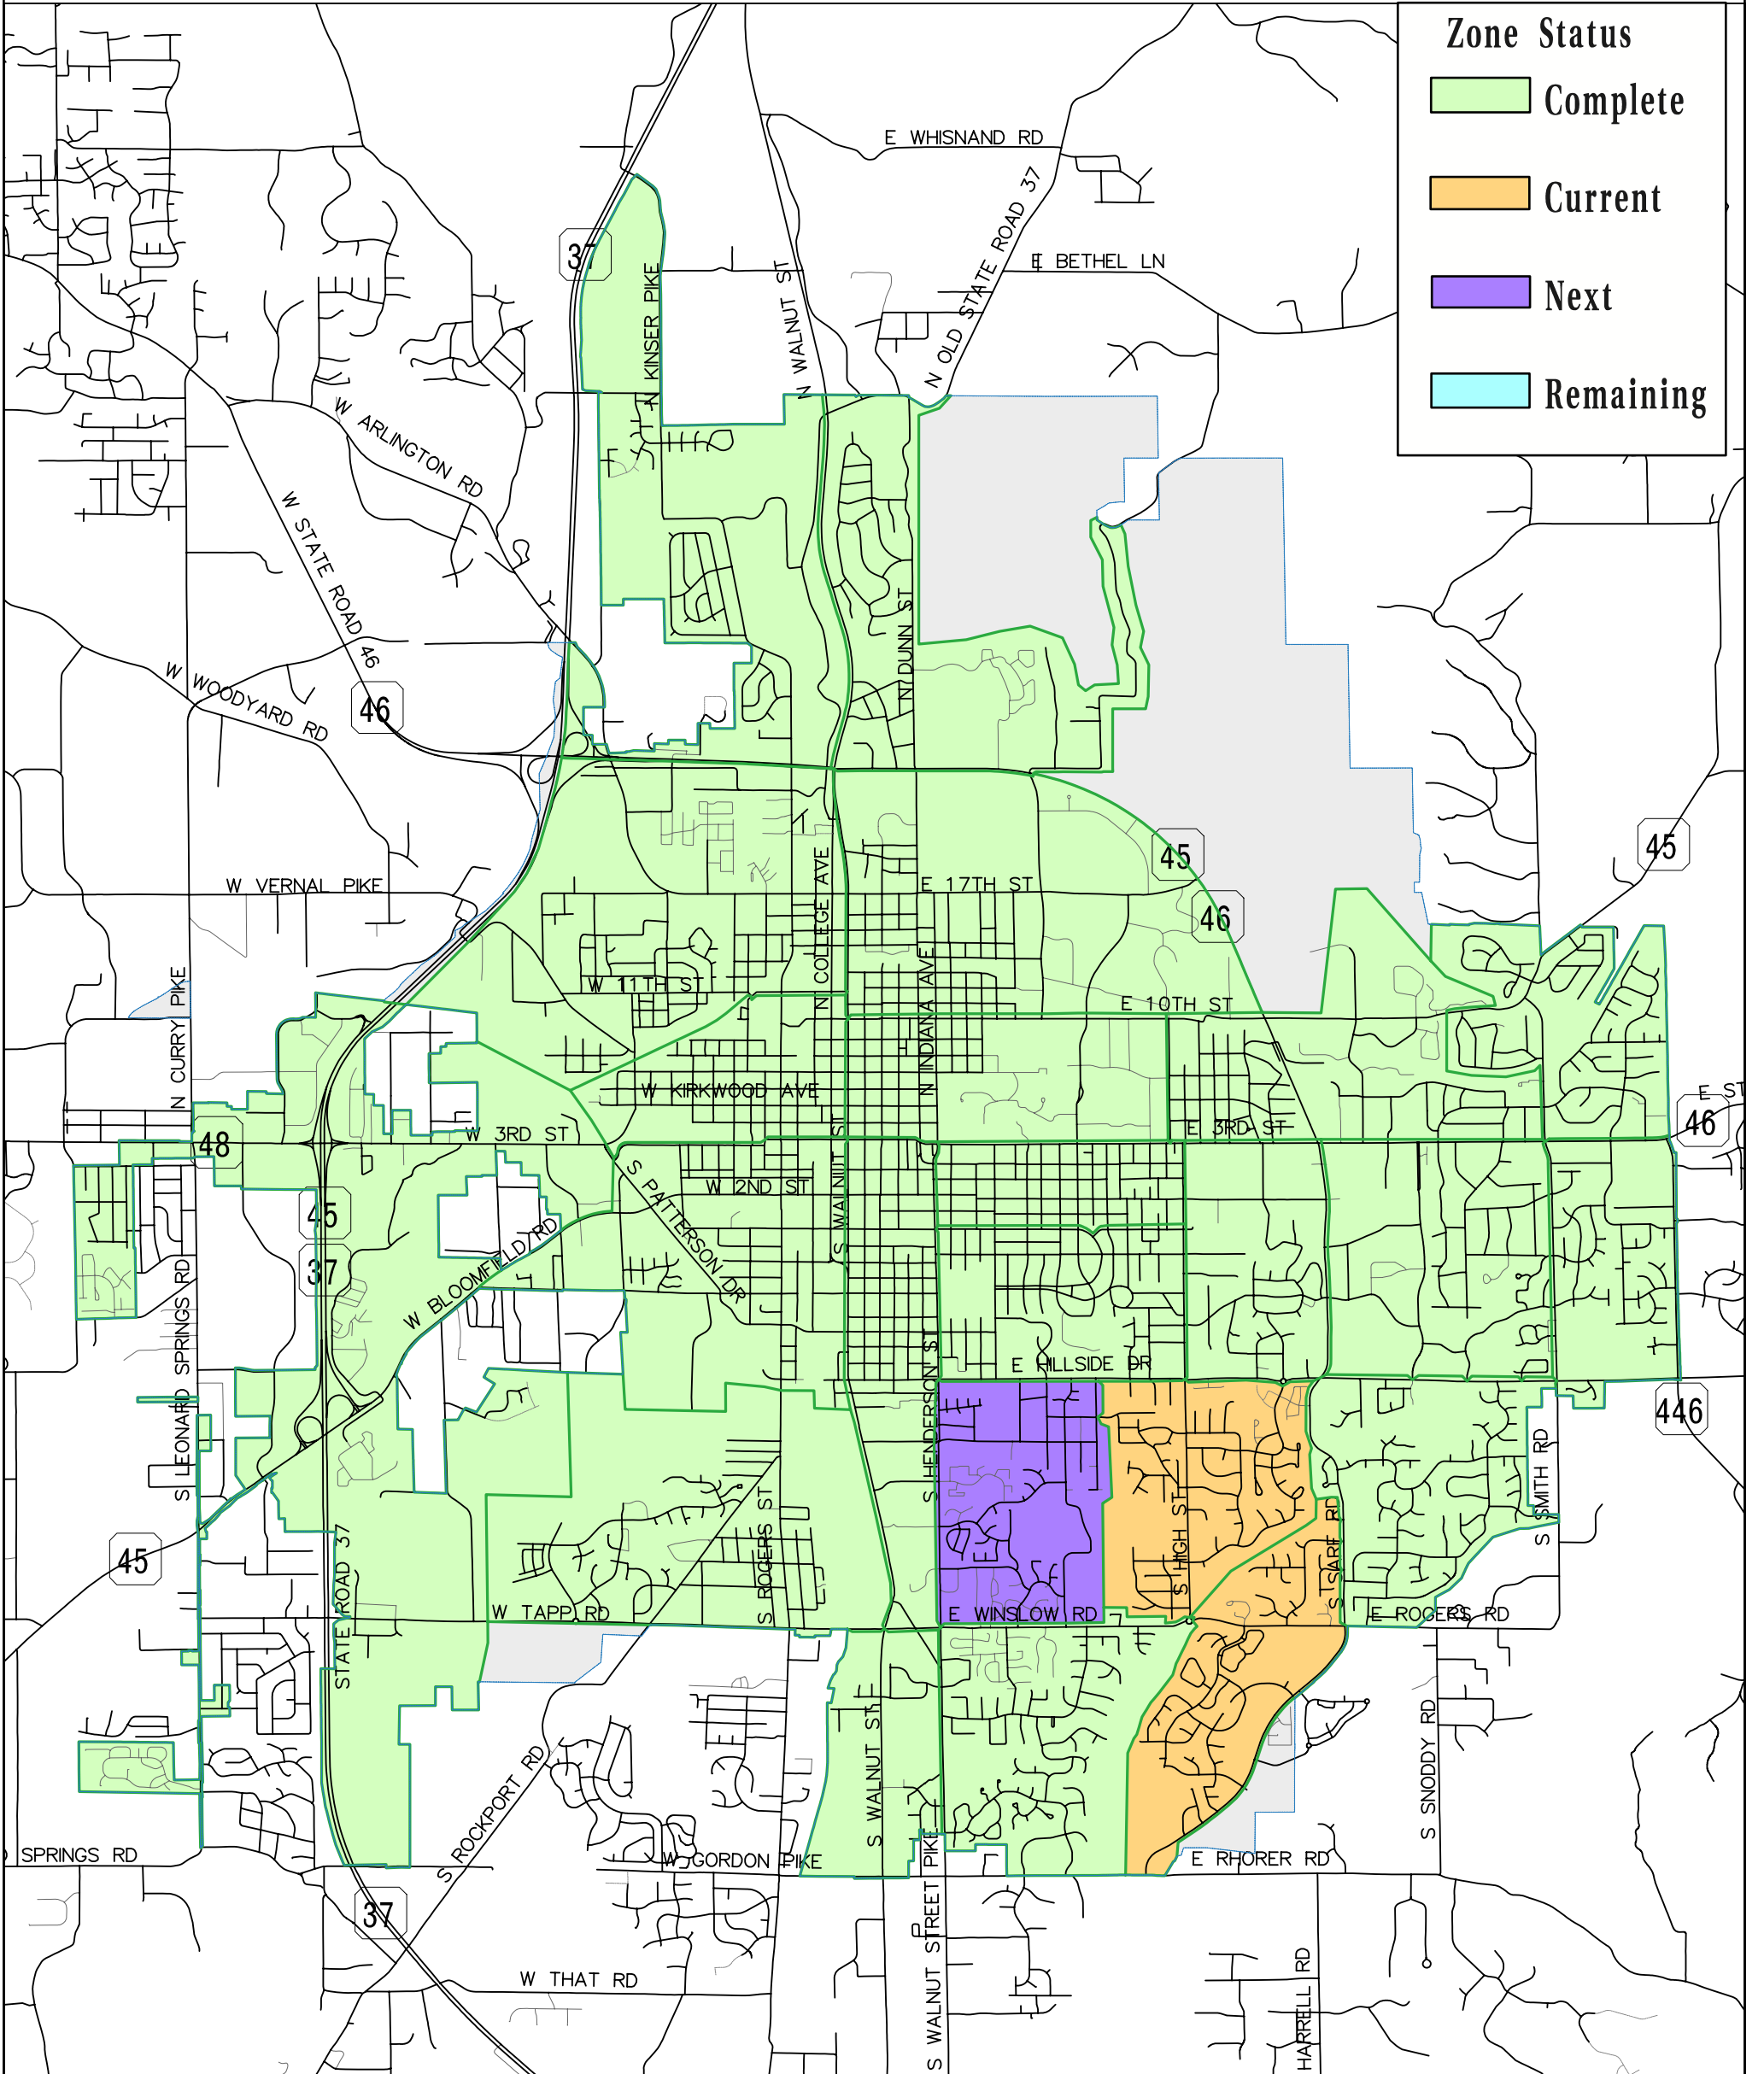 Zone Status
Complete
Current
Next
Remaining
E WHISNAND RD
N OLD STATE ROAD 37
37
E BETHEL LN
N KINSER PIKE
N WALNUT ST
W ARLINGTON RD
W STATE ROAD 46
N DUNN ST
W WOODYARD RD
46
45
45
46
W VERNAL PIKE
E 17TH ST
N COLLEGE AVE
W 11TH ST
N INDIANA AVE
E 10TH ST
N CURRY PIKE
W KIRKWOOD AVE
E ST
46
48
W 3RD ST
E 3RD ST
S WALNUT ST
W 2ND ST
S PATTERSON DR
45
37
W BLOOMFIELD RD
S LEONARD SPRINGS RD
E HILLSIDE DR
S HENDERSON ST
446
S SMITH RD
45
STATE ROAD 37
S ROGERS ST
S HIGH ST
S SARE RD
W TAPP RD
E WINSLOW RD
E ROGERS RD
S WALNUT ST
S SNODDY RD
S ROCKPORT RD
SPRINGS RD
W GORDON PIKE
E RHORER RD
37
S WALNUT STREET PIKE
W THAT RD
HARRELL RD